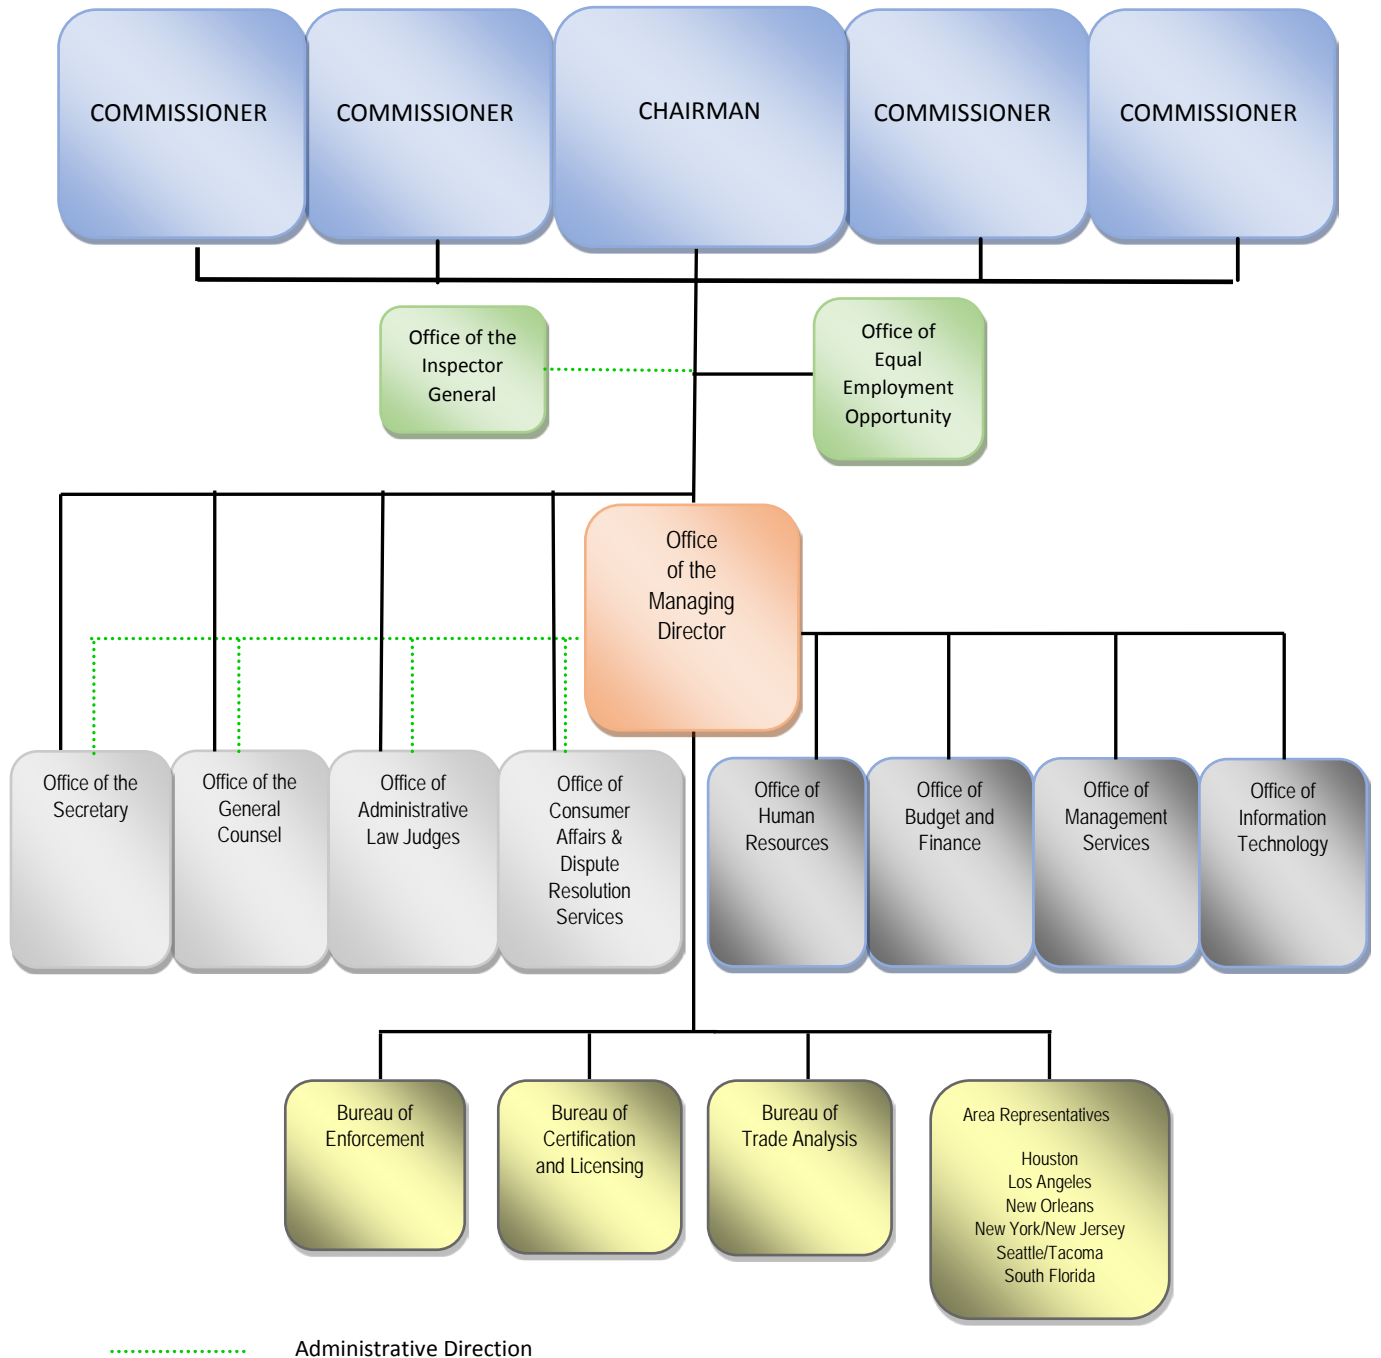 COMMISSIONER
COMMISSIONER
CHAIRMAN
COMMISSIONER
COMMISSIONER
Office of the
Inspector
General
Office of
Equal
Employment
Opportunity
Office
of the
Managing
Director
Office of the
Secretary
Office of the
General
Counsel
Office of
Administrative
Law Judges
Office of
Consumer
Affairs &
Dispute
Resolution
Services
Office of
Human
Resources
Office of
Budget and
Finance
Office of
Management
Services
Office of
Information
Technology
Bureau of
Enforcement
Bureau of
Certification
and Licensing
Bureau of
Trade Analysis
Area Representatives
Houston
Los Angeles
New Orleans
New York/New Jersey
Seattle/Tacoma
South Florida
Administrative Direction